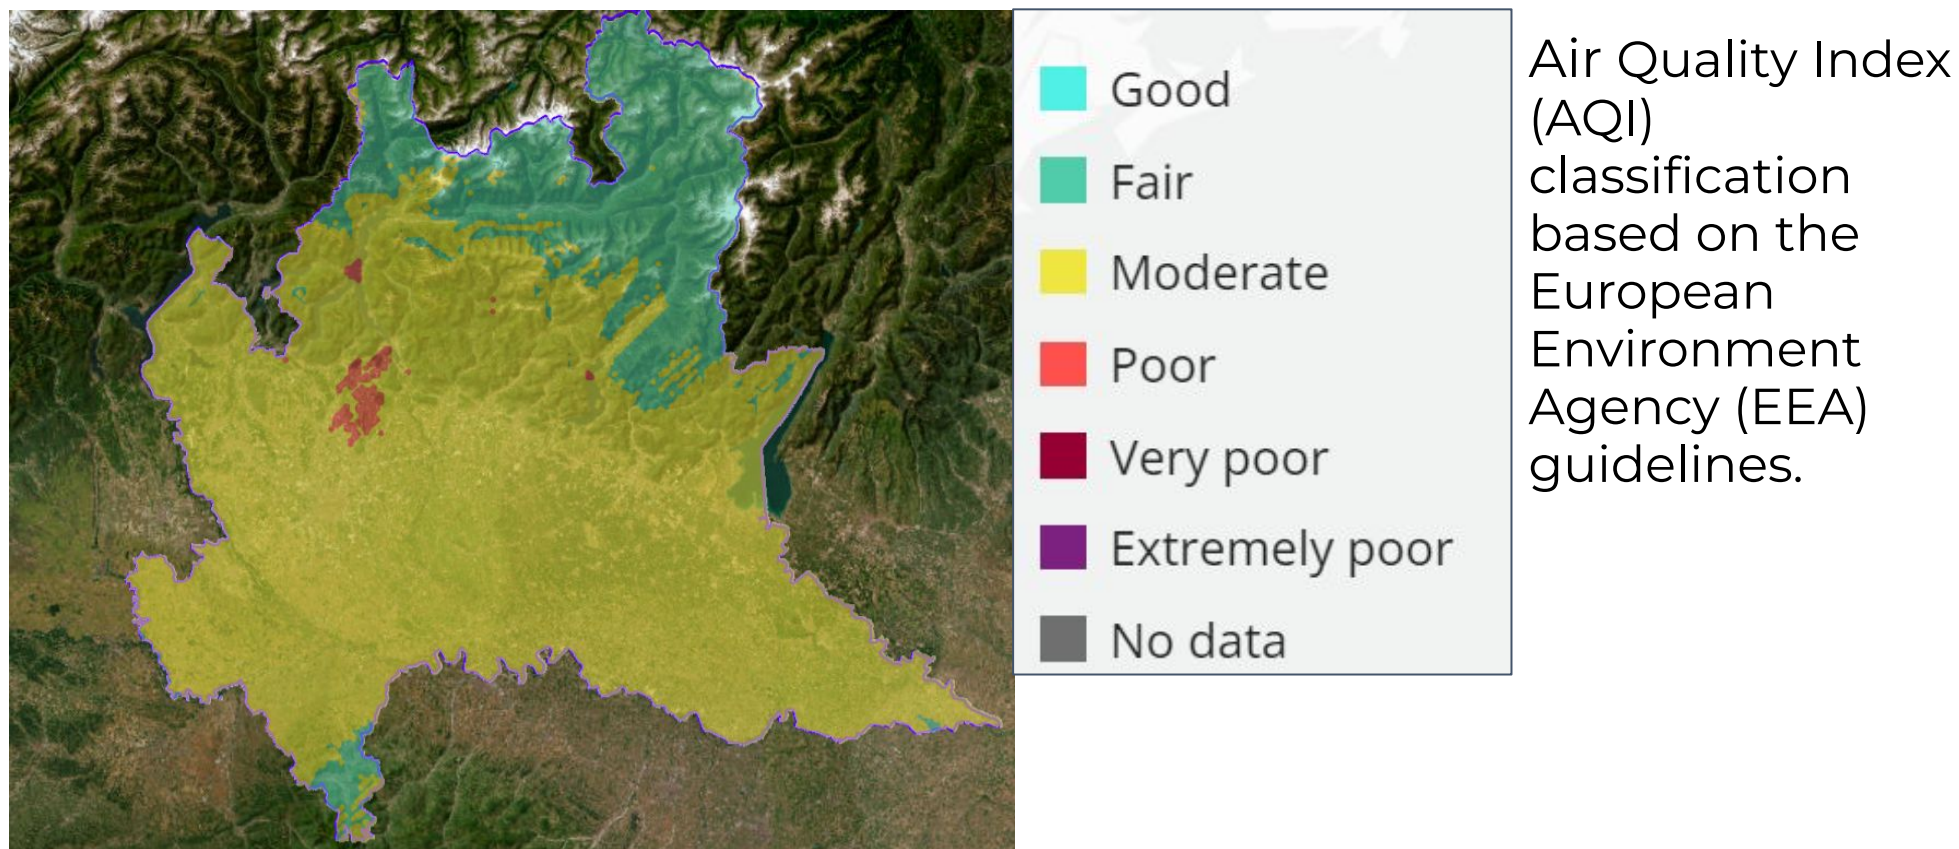 Good
Fair
Moderate
Poor
Very poor
Extremely poor
No data
Air Quality Index
(AQI)
classification
based on the
European
Environment
Agency (EEA)
guidelines.